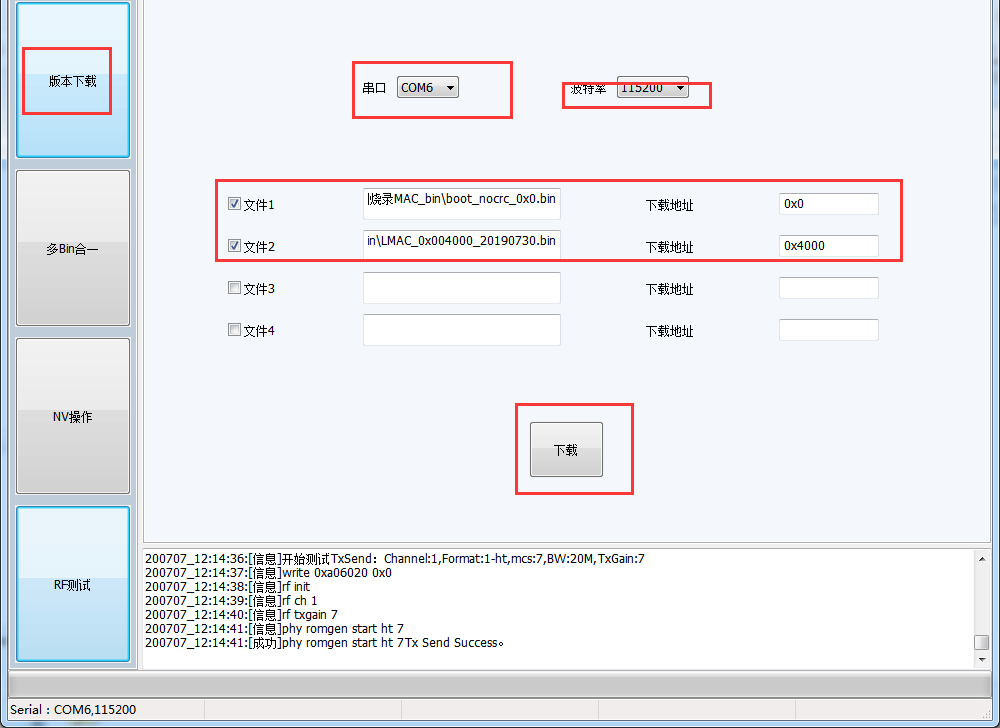 版本下载
串口 COM6
波特率 115200
文件1 烧录MAC_bin\boot_nocrc_0x0.bin 下载地址 0x0
文件2 in\LMAC_0x004000_20190730.bin 下载地址 0x4000
文件3 下载地址
文件4 下载地址
多Bin合一
NV操作
下载
RF测试
200707_12:14:36:[信息]开始测试TxSend：Channel:1,Format:1-ht,mcs:7,BW:20M,TxGain:7
200707_12:14:37:[信息]write 0xa06020 0x0
200707_12:14:38:[信息]rf init
200707_12:14:39:[信息]rf ch 1
200707_12:14:40:[信息]rf txgain 7
200707_12:14:41:[信息]phy romgen start ht 7
200707_12:14:41:[成功]phy romgen start ht 7Tx Send Success。
Serial : COM6,115200